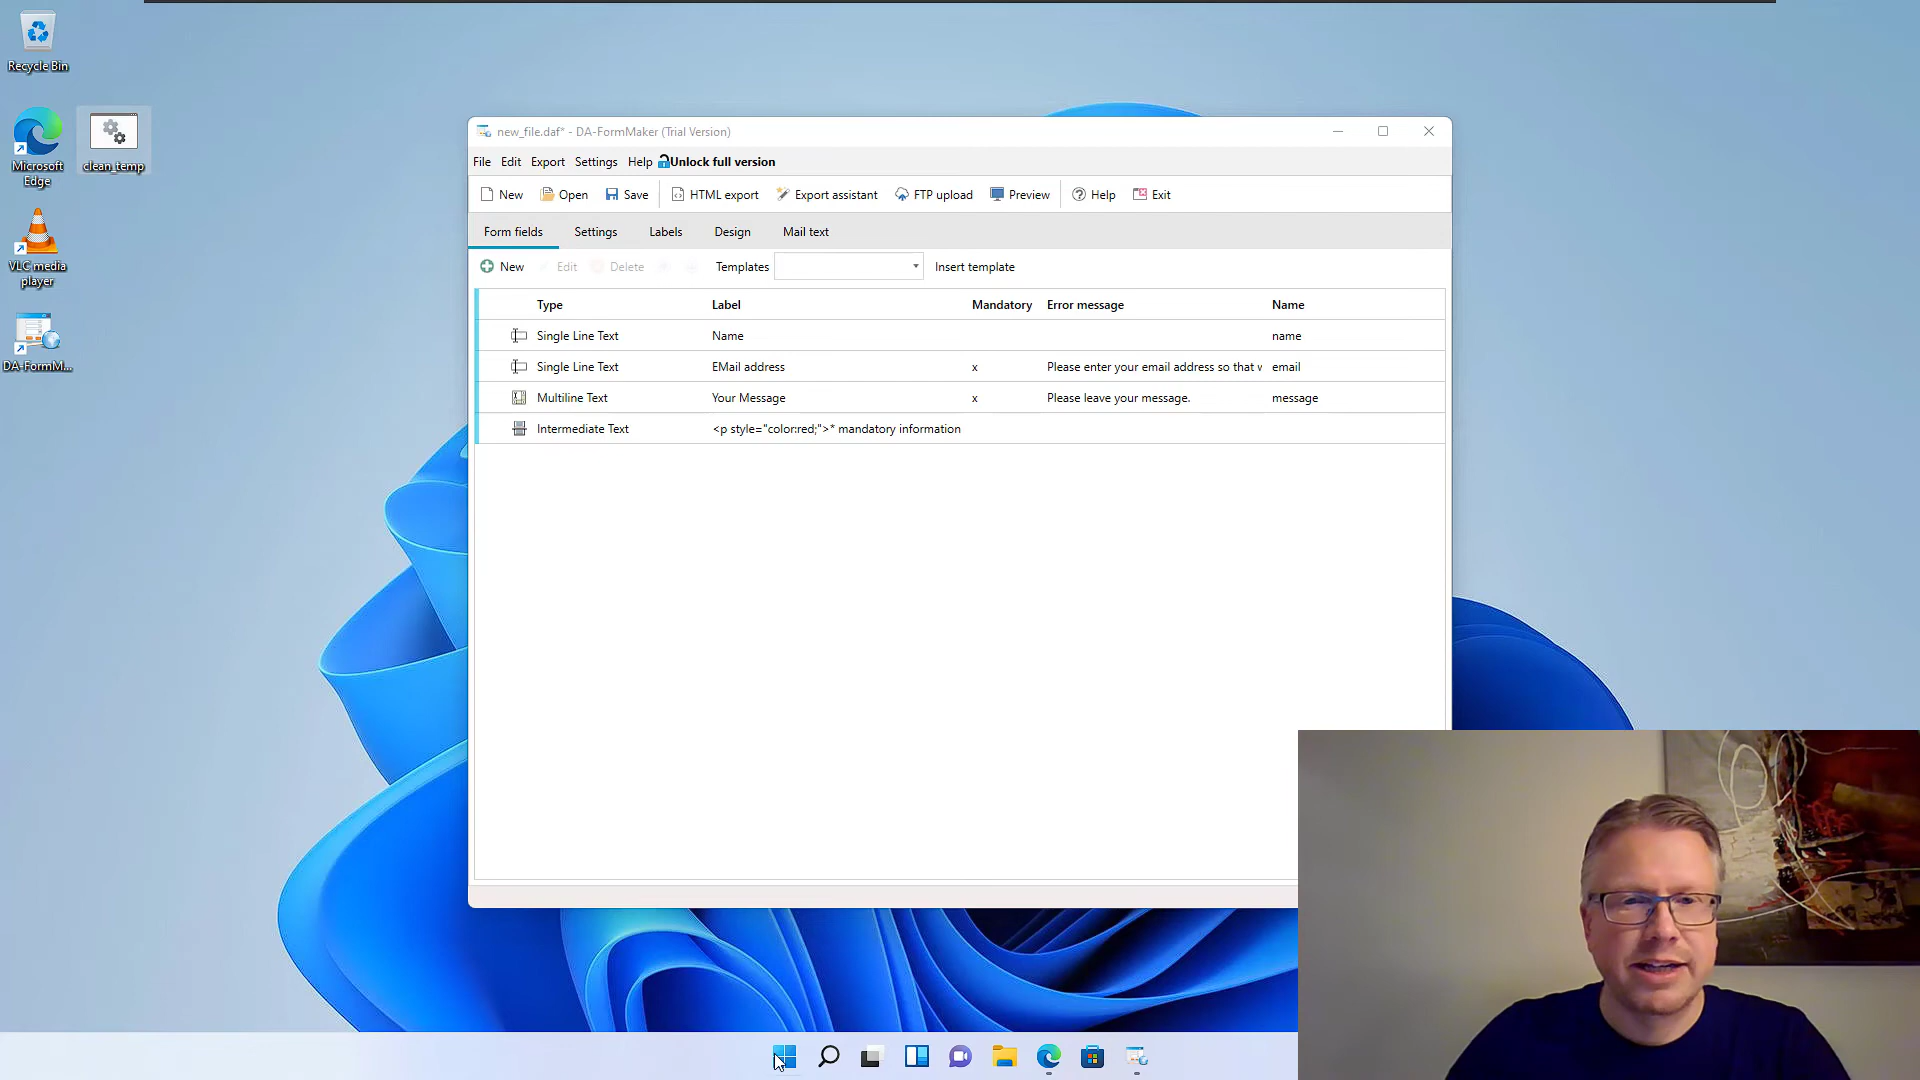 Recycle Bin
Microsoft
Edge
clean_temp
VLC media
player
DA-FormM...
new_file.daf* - DA-FormMaker (Trial Version)
File Edit Export Settings Help Unlock full version
New Open Save HTML export Export assistant FTP upload Preview Help Exit
Form fields Settings Labels Design Mail text
New Edit Delete Templates Insert template
Type Label Mandatory Error message Name
Single Line Text Name name
Single Line Text EMail address x Please enter your email address so that email
Multiline Text Your Message x Please leave your message. message
Intermediate Text <p style="color:red;">* mandatory information